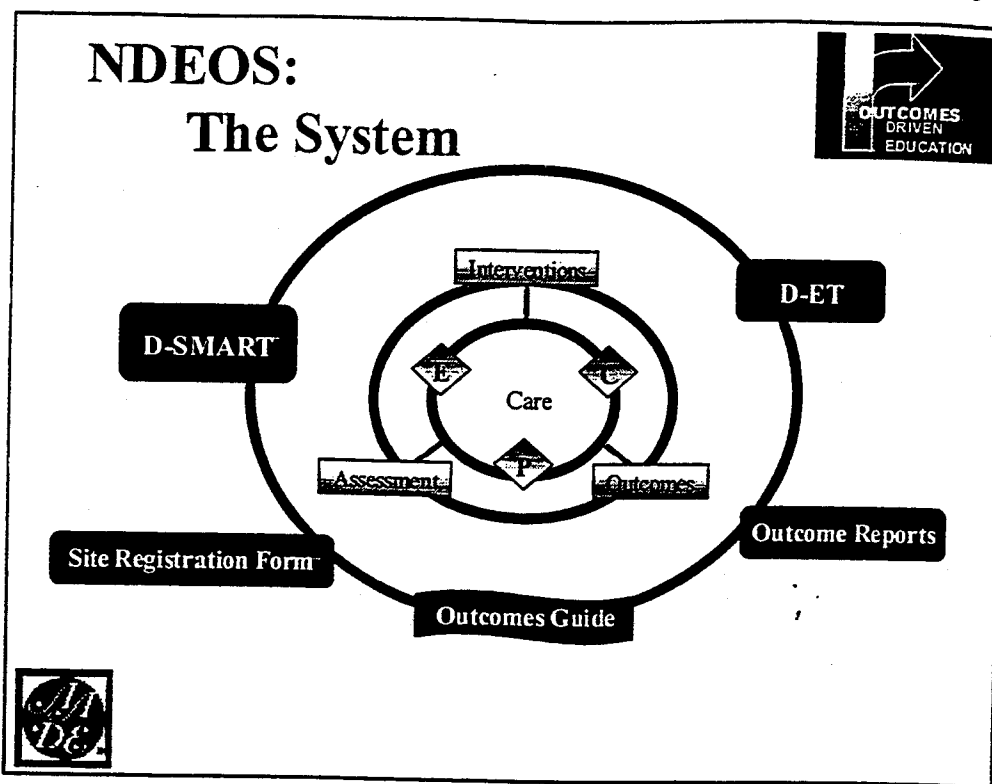 NDEOS:
The System
OUTCOMES
DRIVEN
EDUCATION
Interventions
D-ET
D-SMART
E
C
Care
P
Assessment
Outcomes
Outcome Reports
Site Registration Form
Outcomes Guide